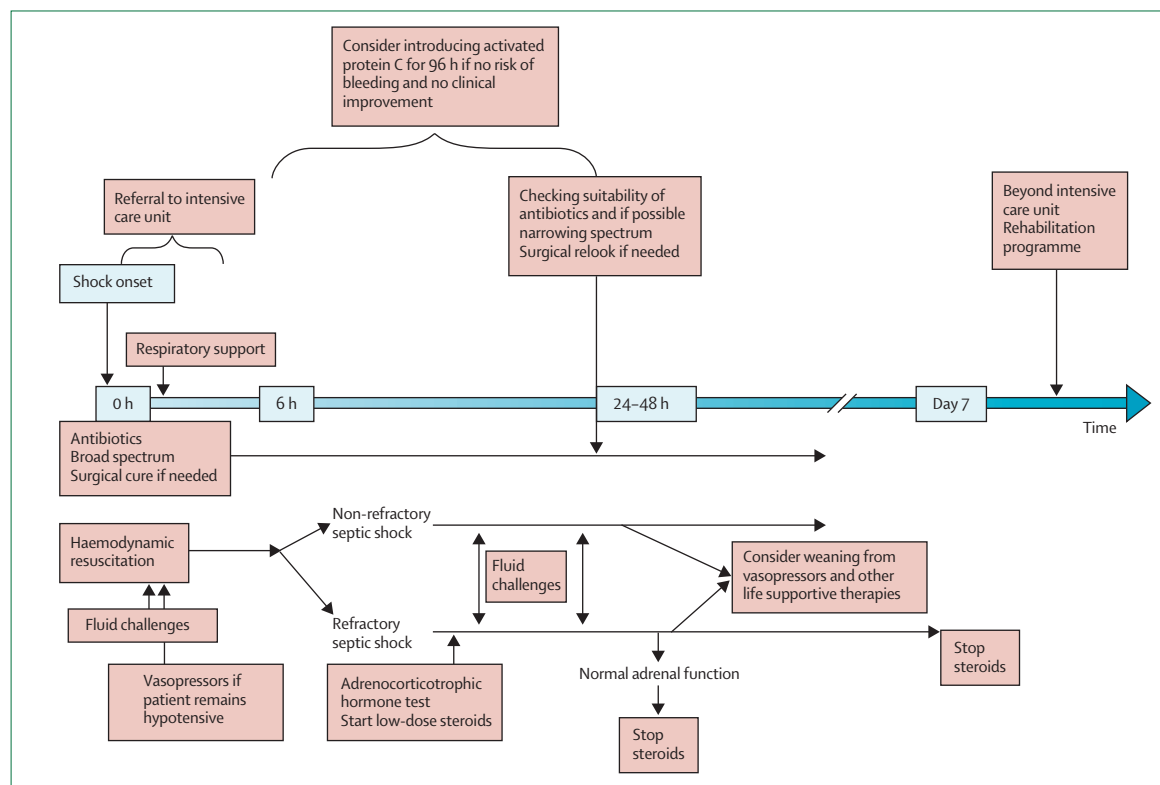 Consider introducing activated
protein C for 96 h if no risk of
bleeding and no clinical
improvement
Referral to intensive
care unit
Checking suitability of
antibiotics and if possible
narrowing spectrum
Surgical relook if needed
Beyond intensive
care unit
Rehabilitation
programme
Shock onset
Respiratory support
0 h
6 h
24–48 h
Day 7
Time
Antibiotics
Broad spectrum
Surgical cure if needed
Haemodynamic
resuscitation
Non-refractory
septic shock
Fluid
challenges
Consider weaning from
vasopressors and other
life supportive therapies
Fluid challenges
Refractory
septic shock
Vasopressors if
patient remains
hypotensive
Adrenocorticotrophic
hormone test
Start low-dose steroids
Normal adrenal function
Stop
steroids
Stop
steroids